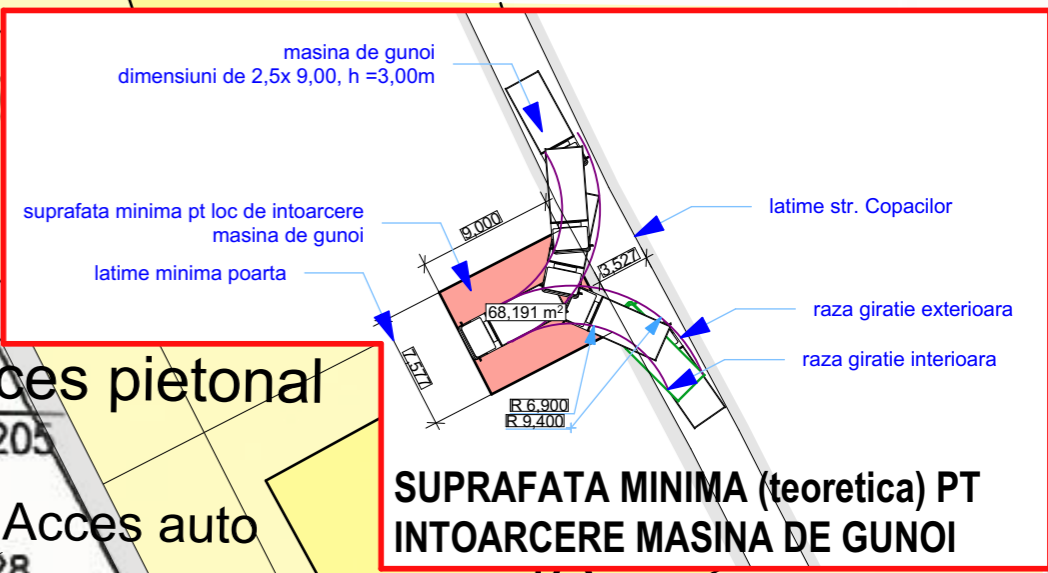 masina de gunoi
dimensiuni de 2,5x 9,00, h =3,00m
suprafata minima pt loc de intoarcere
masina de gunoi
9,000
latime str. Copacilor
latime minima poarta
3,527
68,191 m²
raza giratie exterioara
raza giratie interioara
7,577
R 6,900
R 9,400
ces pietonal
205
Acces auto
28
SUPRAFATA MINIMA (teoretica) PT
INTOARCERE MASINA DE GUNOI